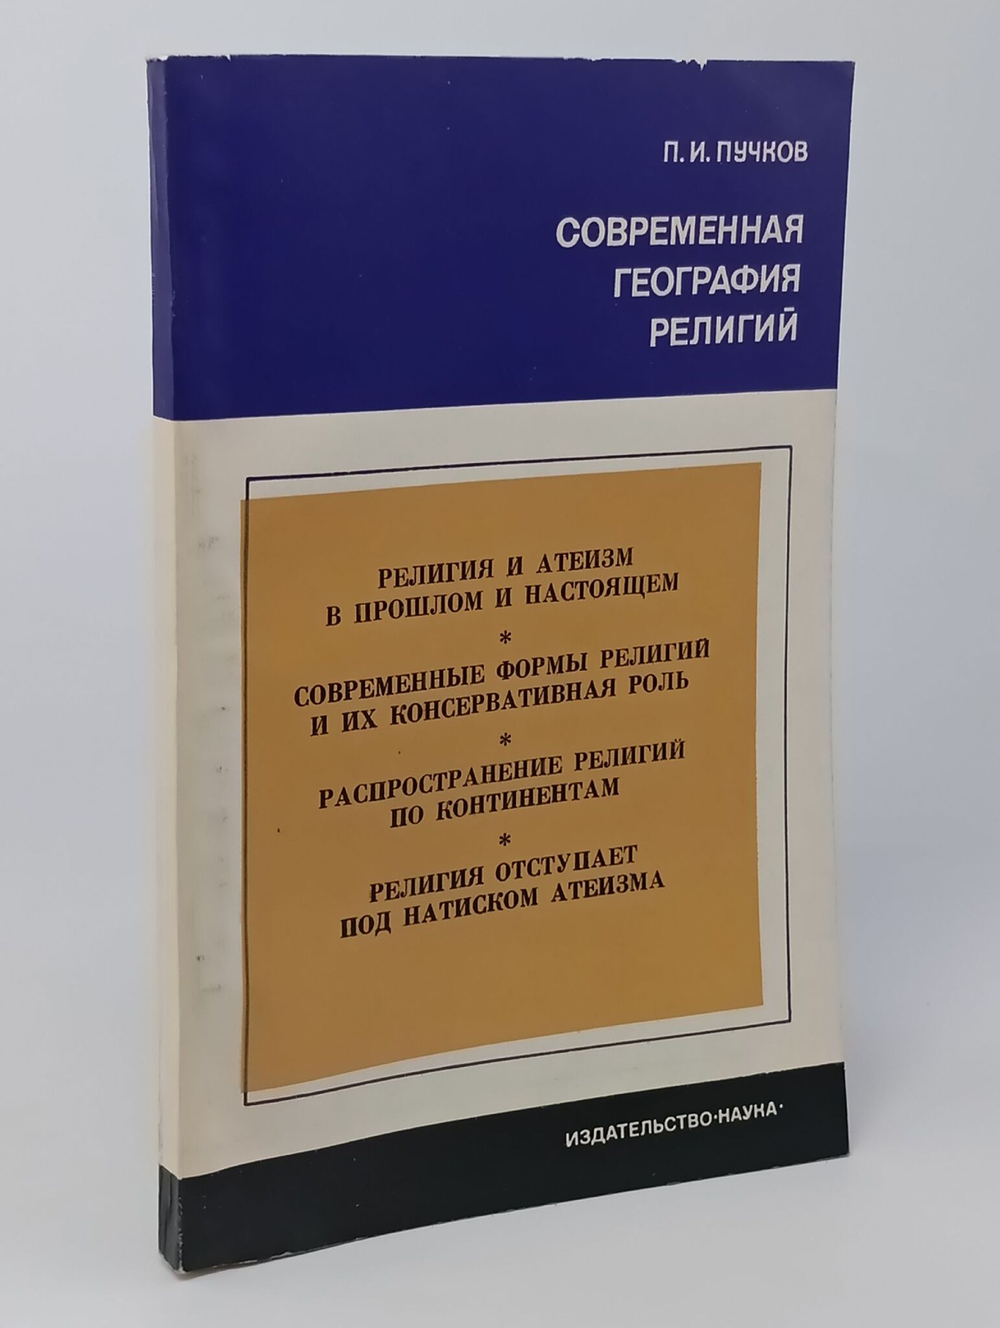 П. И. ПУЧКОВ
СОВРЕМЕННАЯ
ГЕОГРАФИЯ
РЕЛИГИЙ
РЕЛИГИЯ И АТЕИЗМ
В ПРОШЛОМ И НАСТОЯЩЕМ
*
СОВРЕМЕННЫЕ ФОРМЫ РЕЛИГИЙ
И ИХ КОНСЕРВАТИВНАЯ РОЛЬ
*
РАСПРОСТРАНЕНИЕ РЕЛИГИЙ
ПО КОНТИНЕНТАМ
*
РЕЛИГИЯ ОТСТУПАЕТ
ПОД НАТИСКОМ АТЕИЗМА
ИЗДАТЕЛЬСТВО·НАУКА·